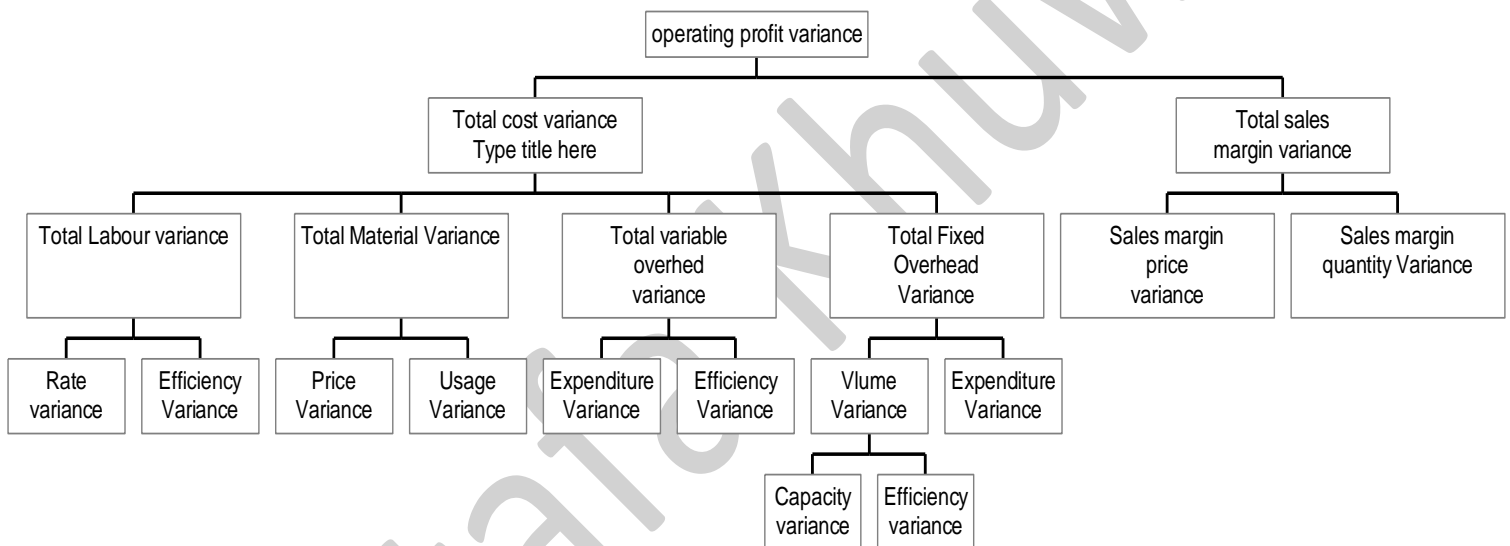 operating profit variance
Total cost variance
Type title here
Total sales
margin variance
Total Labour variance
Total Material Variance
Total variable
overhed
variance
Total Fixed
Overhead
Variance
Sales margin
price
variance
Sales margin
quantity Variance
Rate
variance
Efficiency
Variance
Price
Variance
Usage
Variance
Expenditure
Variance
Efficiency
Variance
Vlume
Variance
Expenditure
Variance
Capacity
variance
Efficiency
variance